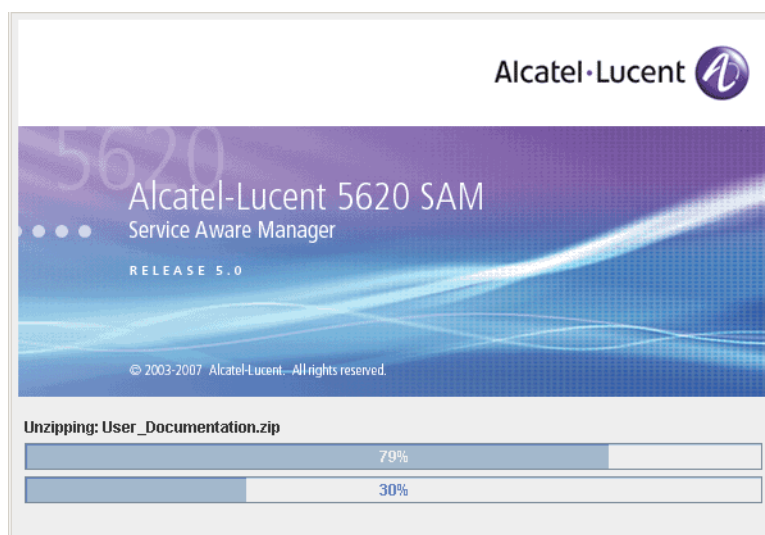 Alcatel·Lucent
5620
Alcatel-Lucent 5620 SAM
Service Aware Manager
RELEASE 5.0
© 2003-2007 Alcatel-Lucent. All rights reserved.
Unzipping: User_Documentation.zip
79%
30%